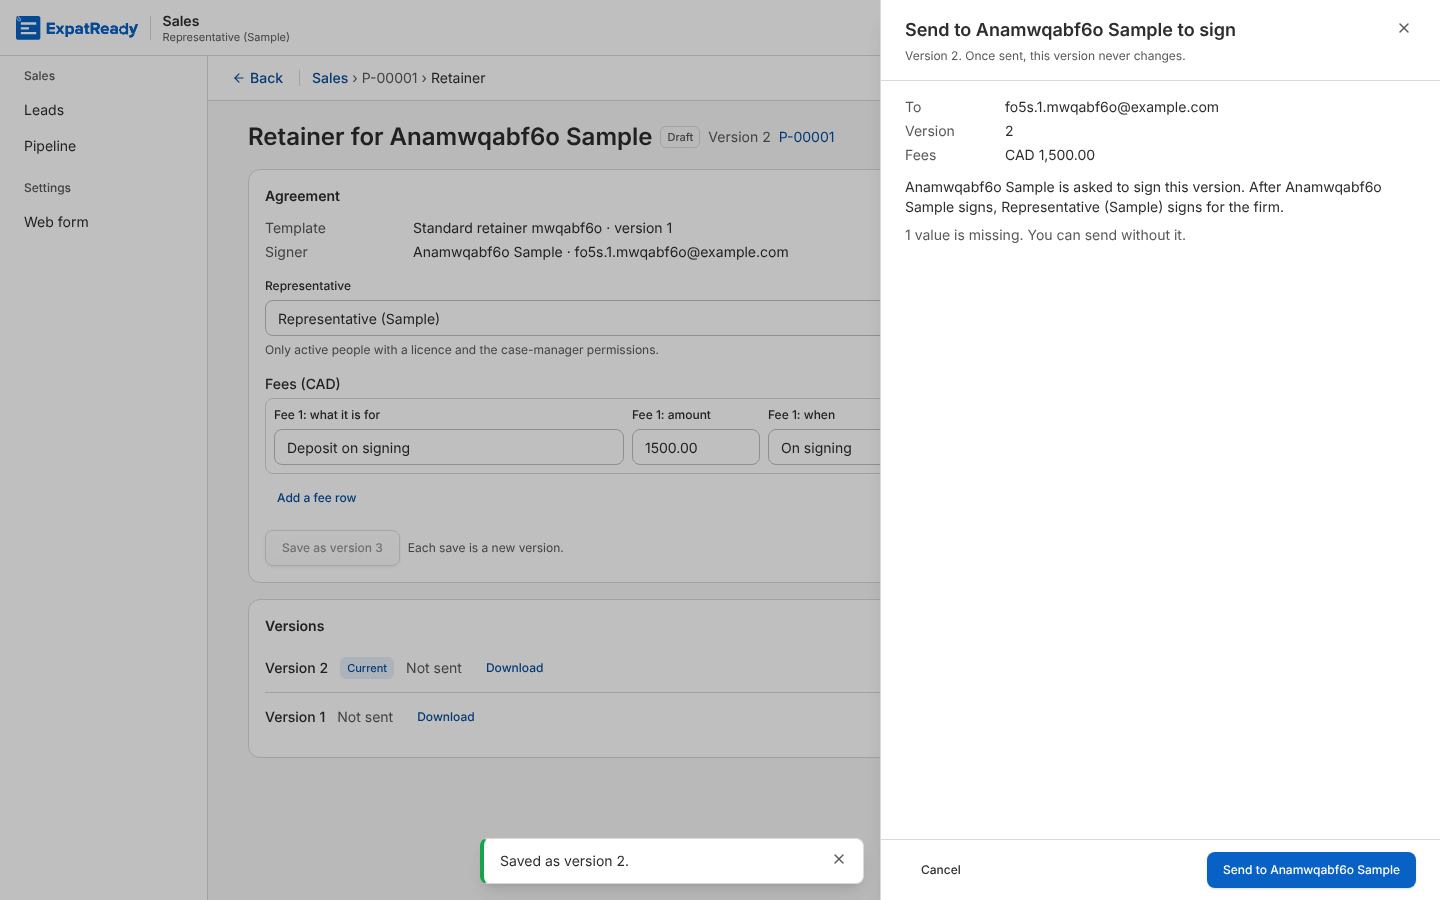 ExpatReady
Sales
Representative (Sample)
Sales
Leads
Pipeline
Settings
Web form
← Back
Sales › P-00001 › Retainer
Retainer for Anamwqabf6o Sample Draft Version 2 P-00001
Agreement
Template Standard retainer mwqabf6o · version 1
Signer Anamwqabf6o Sample · fo5s.1.mwqabf6o@example.com
Representative
Representative (Sample)
Only active people with a licence and the case-manager permissions.
Fees (CAD)
Fee 1: what it is for Fee 1: amount Fee 1: when
Deposit on signing 1500.00 On signing
Add a fee row
Save as version 3 Each save is a new version.
Versions
Version 2 Current Not sent Download
Version 1 Not sent Download
Saved as version 2.
Send to Anamwqabf6o Sample to sign
Version 2. Once sent, this version never changes.
To fo5s.1.mwqabf6o@example.com
Version 2
Fees CAD 1,500.00
Anamwqabf6o Sample is asked to sign this version. After Anamwqabf6o
Sample signs, Representative (Sample) signs for the firm.
1 value is missing. You can send without it.
Cancel
Send to Anamwqabf6o Sample